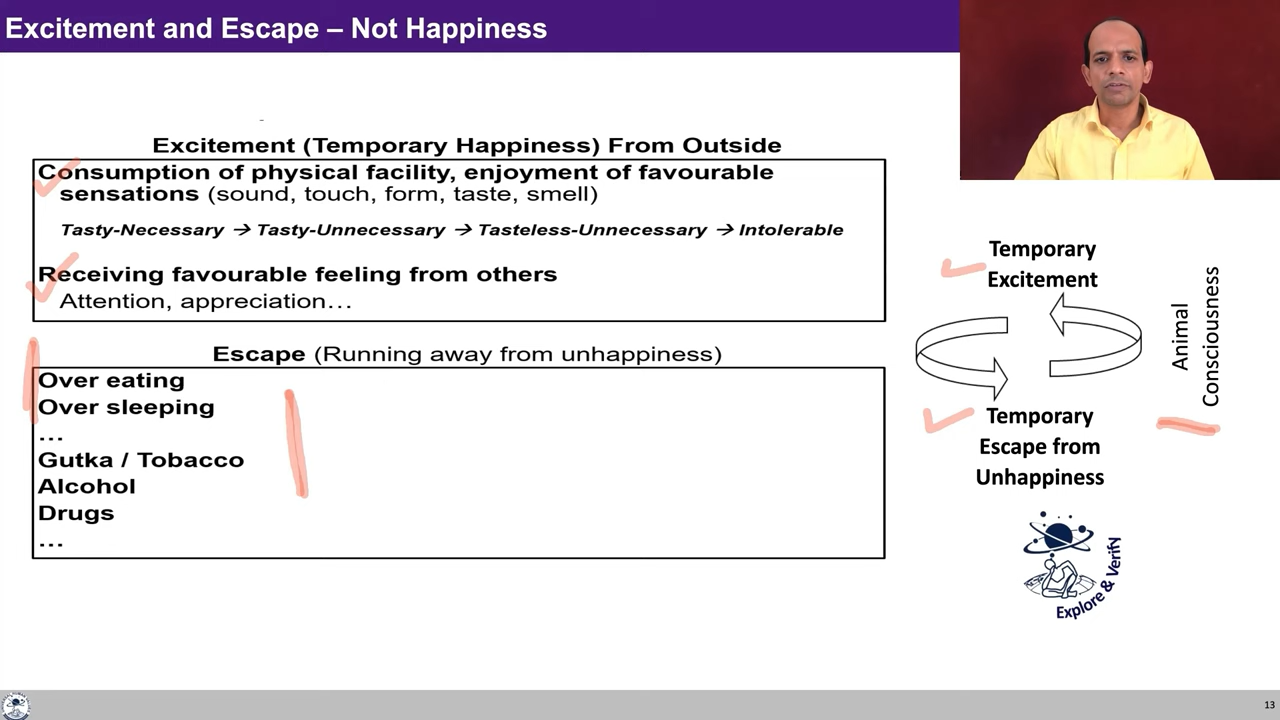 Excitement and Escape – Not Happiness
Excitement (Temporary Happiness) From Outside
Consumption of physical facility, enjoyment of favourable
sensations (sound, touch, form, taste, smell)
Tasty-Necessary → Tasty-Unnecessary → Tasteless-Unnecessary → Intolerable
Receiving favourable feeling from others
Attention, appreciation…
Escape (Running away from unhappiness)
Over eating
Over sleeping
…
Gutka / Tobacco
Alcohol
Drugs
…
Temporary
Excitement
Animal
Consciousness
Temporary
Escape from
Unhappiness
Explore & Verify
13